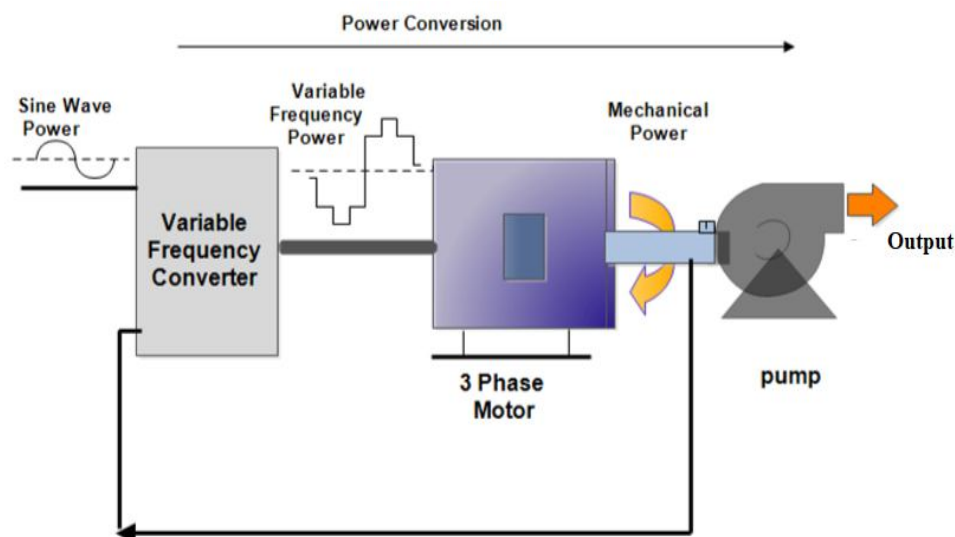 Power Conversion
Sine Wave
Power
Variable
Frequency
Power
Mechanical
Power
Variable
Frequency
Converter
Output
3 Phase
Motor
pump